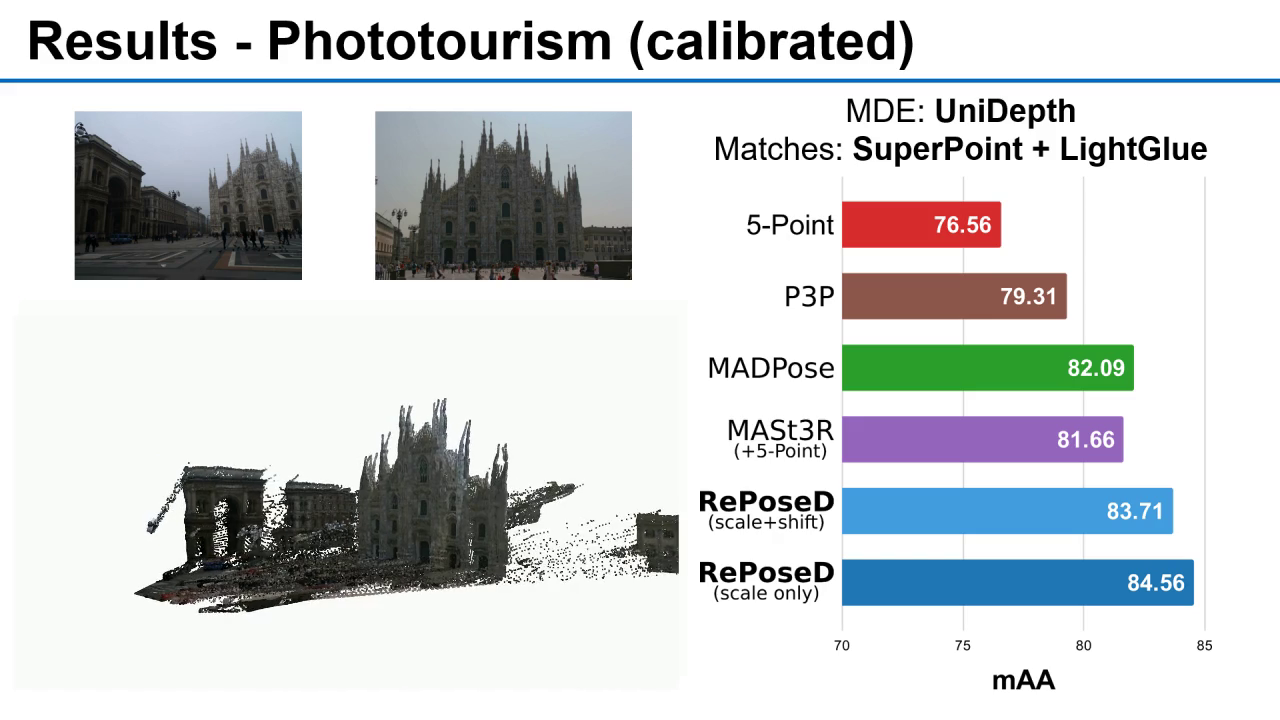 Results - Phototourism (calibrated)
MDE: UniDepth
Matches: SuperPoint + LightGlue
5-Point
76.56
P3P
79.31
MADPose
82.09
MASt3R
(+5-Point)
81.66
RePoseD
(scale+shift)
83.71
RePoseD
(scale only)
84.56
70
75
80
85
mAA